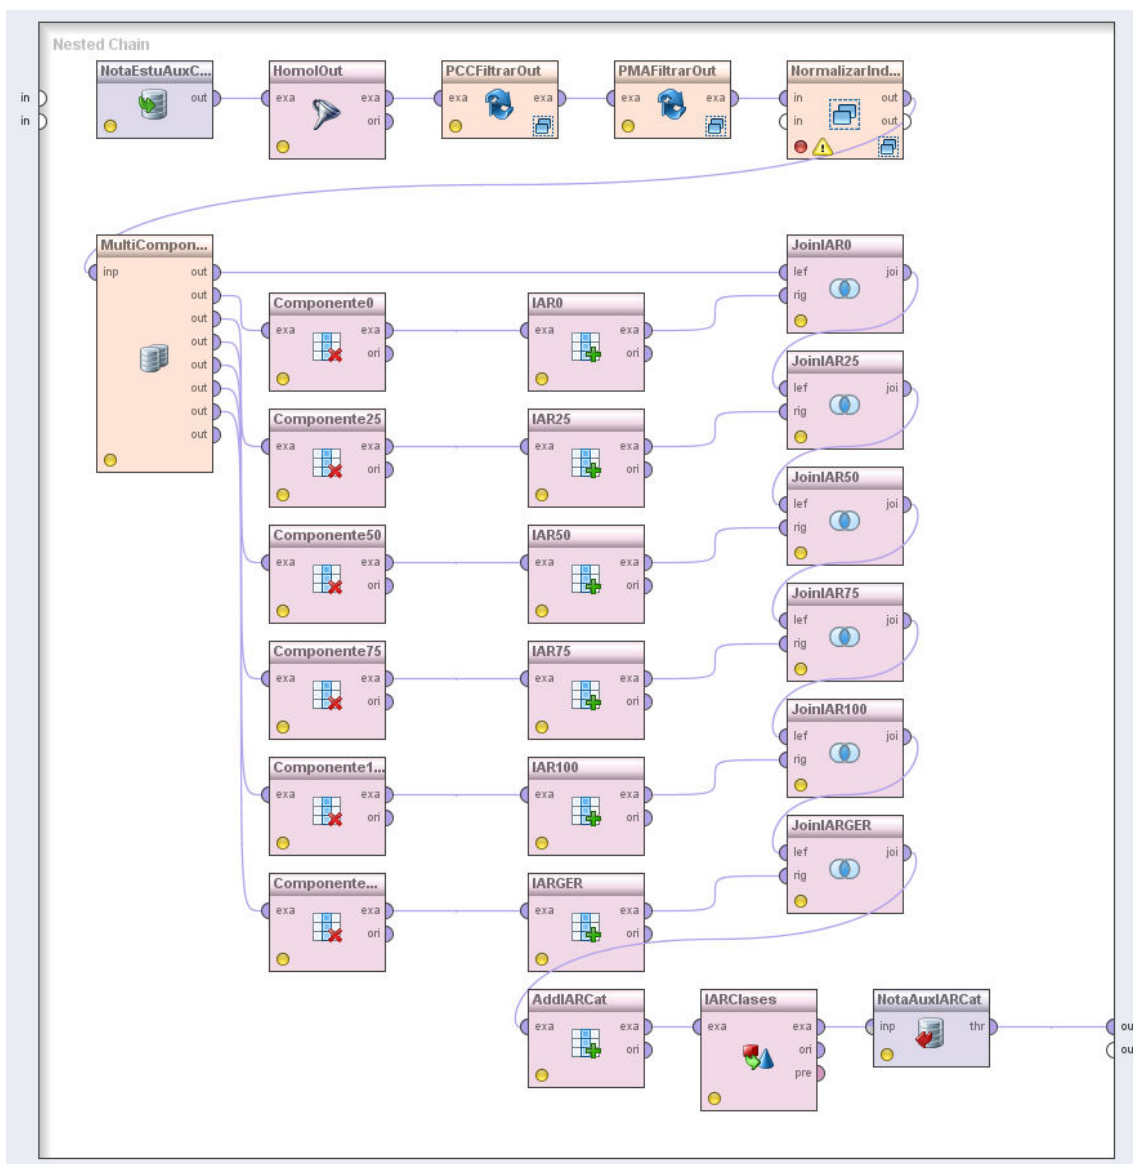 Nested Chain
NotaEstuAuxC... HomolOut PCCFiltrarOut PMAFiltrarOut NormalizarInd...
in out exa exa exa exa exa exa in out
in ori in out
MultiCompon... JoinIAR0
inp out lef joi
out Componente0 IAR0 rig
out exa exa exa exa
out ori ori JoinIAR25
out lef joi
out Componente25 IAR25 rig
out exa exa exa exa
out ori ori JoinIAR50
lef joi
Componente50 IAR50 rig
exa exa exa exa
ori ori JoinIAR75
lef joi
Componente75 IAR75 rig
exa exa exa exa
ori ori JoinIAR100
lef joi
Componente1... IAR100 rig
exa exa exa exa
ori ori JoinIARGER
lef joi
Componente... IARGER rig
exa exa exa exa
ori ori
AddIARCat IARClases NotaAuxIARCat
exa exa exa exa inp thr ou
ori ori ou
pre